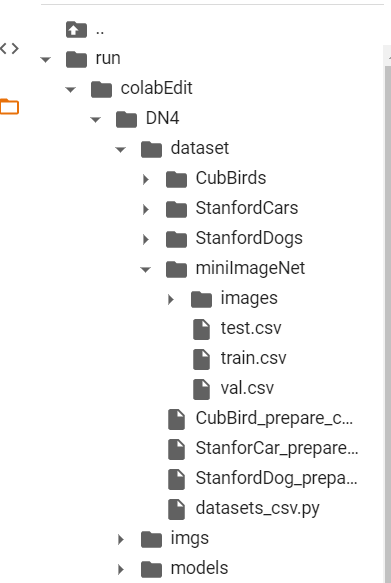 ..
run
colabEdit
DN4
dataset
CubBirds
StanfordCars
StanfordDogs
miniImageNet
images
test.csv
train.csv
val.csv
CubBird_prepare_c...
StanforCar_prepare...
StanfordDog_prepa...
datasets_csv.py
imgs
models